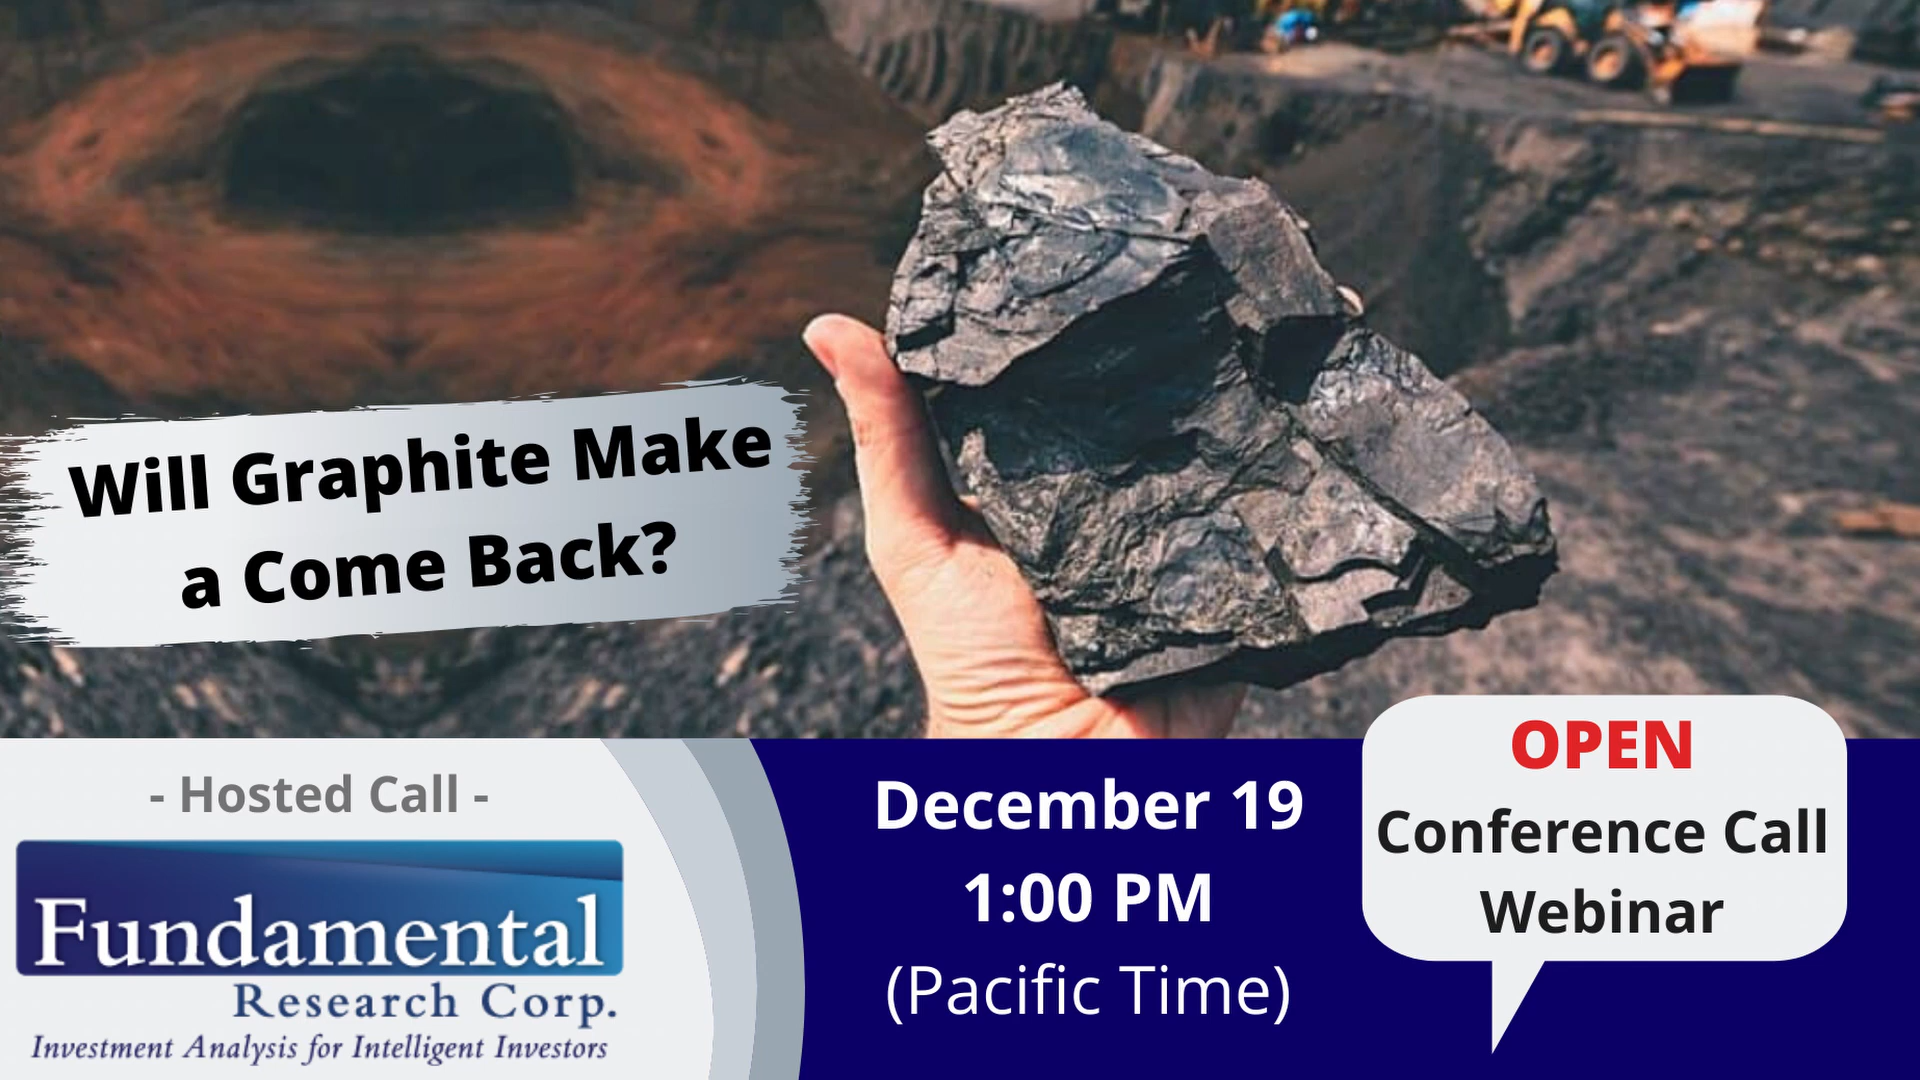 Will Graphite Make
a Come Back?
- Hosted Call -
Fundamental
Research Corp.
Investment Analysis for Intelligent Investors
December 19
1:00 PM
(Pacific Time)
OPEN
Conference Call
Webinar